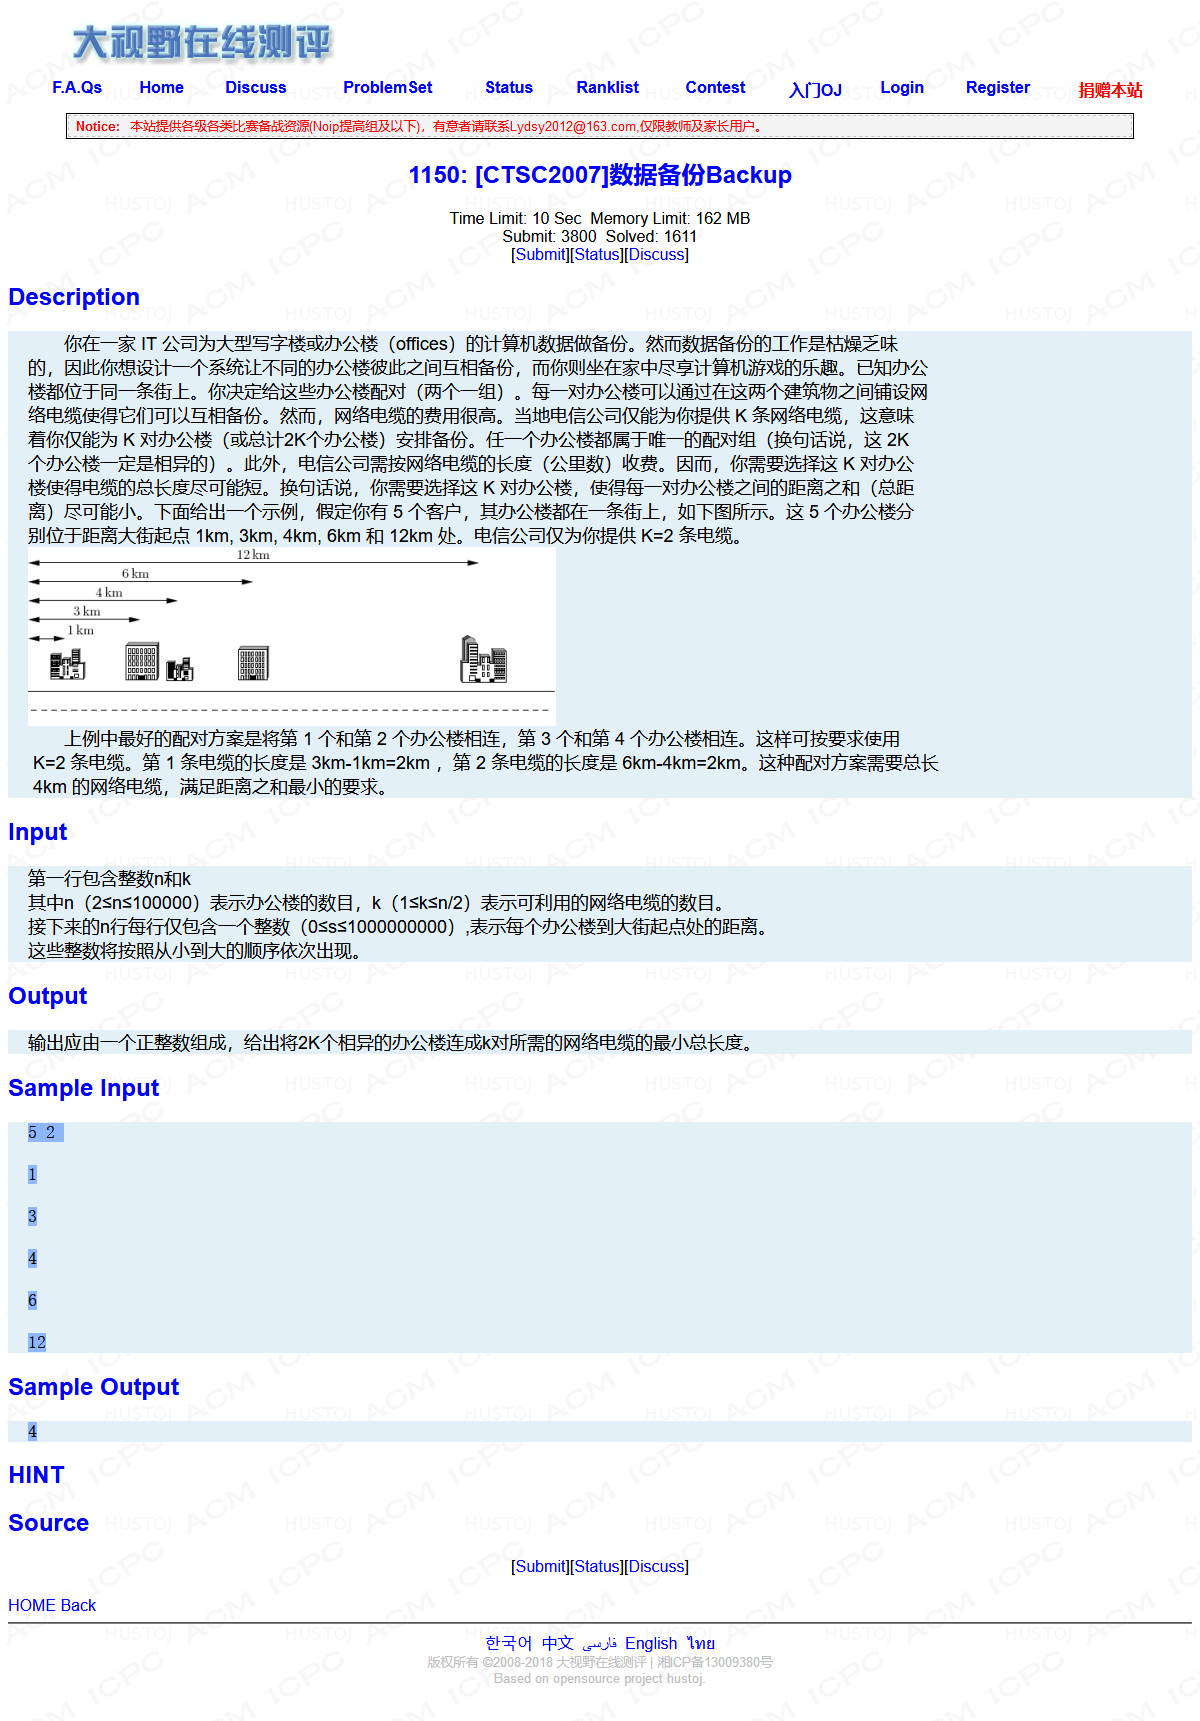 大视野在线测评
F.A.Qs Home Discuss ProblemSet Status Ranklist Contest 入门OJ Login Register 捐赠本站
Notice: 本站提供各级各类比赛备战资源(Noip提高组及以下)，有意者请联系Lydsy2012@163.com,仅限教师及家长用户。
1150: [CTSC2007]数据备份Backup
Time Limit: 10 Sec  Memory Limit: 162 MB
Submit: 3800  Solved: 1611
[Submit][Status][Discuss]
Description
你在一家 IT 公司为大型写字楼或办公楼（offices）的计算机数据做备份。然而数据备份的工作是枯燥乏味
的，因此你想设计一个系统让不同的办公楼彼此之间互相备份，而你则坐在家中尽享计算机游戏的乐趣。已知办公
楼都位于同一条街上。你决定给这些办公楼配对（两个一组）。每一对办公楼可以通过在这两个建筑物之间铺设网
络电缆使得它们可以互相备份。然而，网络电缆的费用很高。当地电信公司仅能为你提供 K 条网络电缆，这意味
着你仅能为 K 对办公楼（或总计2K个办公楼）安排备份。任一个办公楼都属于唯一的配对组（换句话说，这 2K
个办公楼一定是相异的）。此外，电信公司需按网络电缆的长度（公里数）收费。因而，你需要选择这 K 对办公
楼使得电缆的总长度尽可能短。换句话说，你需要选择这 K 对办公楼，使得每一对办公楼之间的距离之和（总距
离）尽可能小。下面给出一个示例，假定你有 5 个客户，其办公楼都在一条街上，如下图所示。这 5 个办公楼分
别位于距离大街起点 1km, 3km, 4km, 6km 和 12km 处。电信公司仅为你提供 K=2 条电缆。
12 km
6 km
4 km
3 km
1 km
上例中最好的配对方案是将第 1 个和第 2 个办公楼相连，第 3 个和第 4 个办公楼相连。这样可按要求使用
K=2 条电缆。第 1 条电缆的长度是 3km-1km=2km ，第 2 条电缆的长度是 6km-4km=2km。这种配对方案需要总长
4km 的网络电缆，满足距离之和最小的要求。
Input
第一行包含整数n和k
其中n（2≤n≤100000）表示办公楼的数目，k（1≤k≤n/2）表示可利用的网络电缆的数目。
接下来的n行每行仅包含一个整数（0≤s≤1000000000）,表示每个办公楼到大街起点处的距离。
这些整数将按照从小到大的顺序依次出现。
Output
输出应由一个正整数组成，给出将2K个相异的办公楼连成k对所需的网络电缆的最小总长度。
Sample Input
5 2
1
3
4
6
12
Sample Output
4
HINT
Source
[Submit][Status][Discuss]
HOME Back
한국어 中文 فارسی English ไทย
版权所有 ©2008-2018 大视野在线测评 | 湘ICP备13009380号
Based on opensource project hustoj.